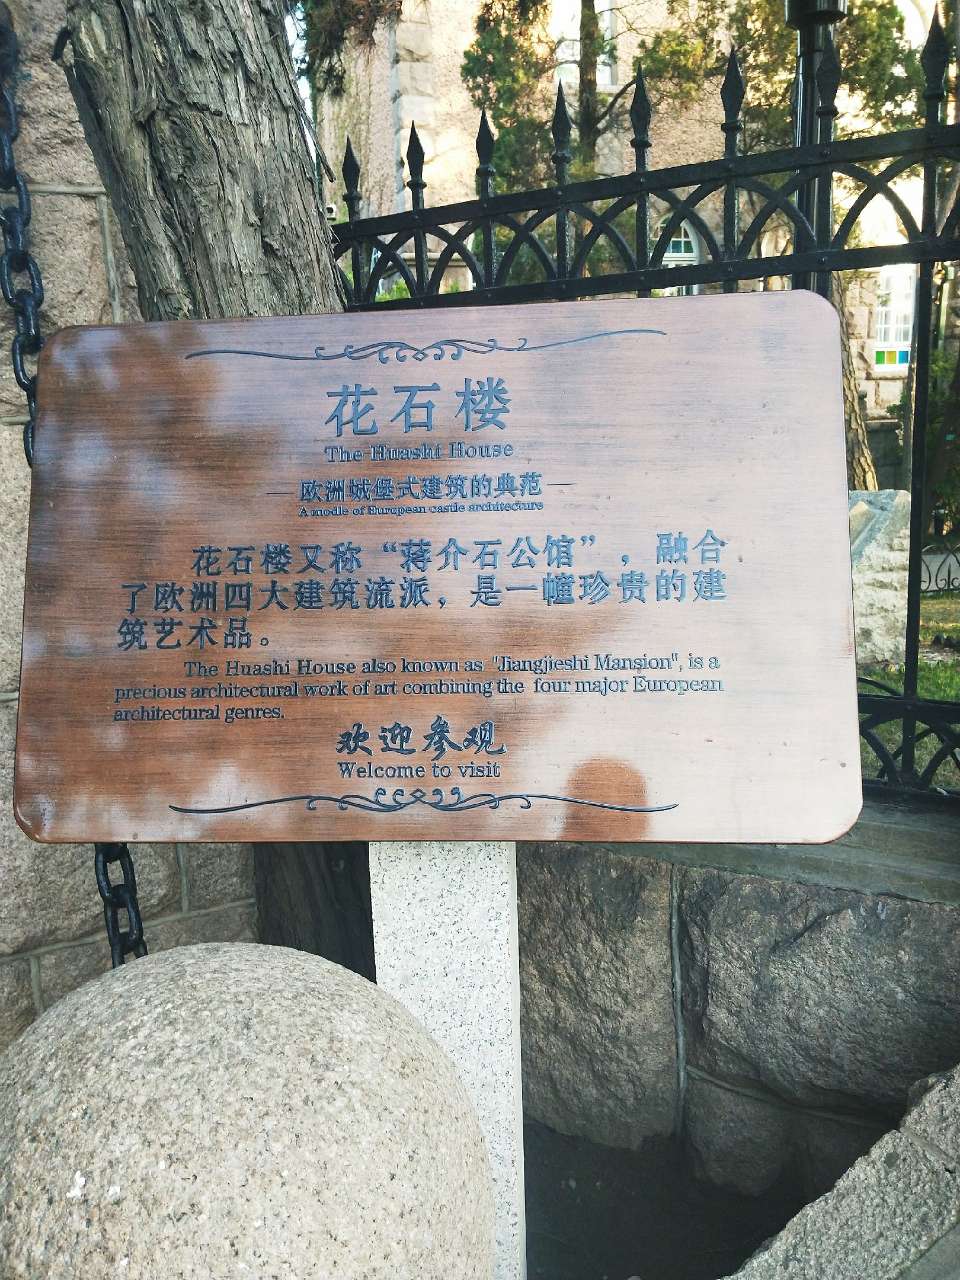 花石楼
The Huashi House
—欧洲城堡式建筑的典范—
A modle of European castle architecture
花石楼又称“蒋介石公馆”，融合
了欧洲四大建筑流派，是一幢珍贵的建
筑艺术品。
The Huashi House also known as "Jiangjieshi Mansion", is a
precious architectural work of art combining the four major European
architectural genres.
欢迎参观
Welcome to visit